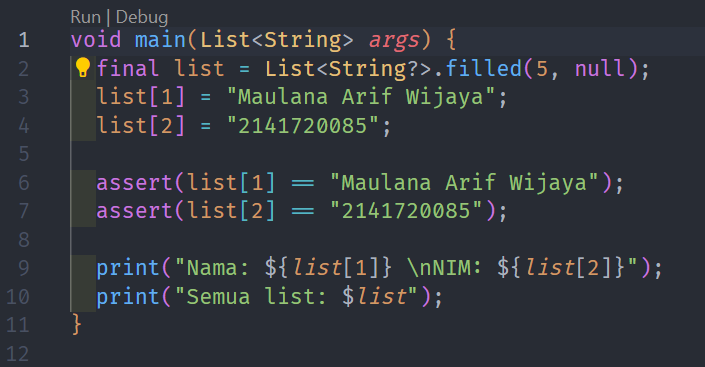 Run | Debug
1 void main(List<String> args) {
2 final list = List<String?>.filled(5, null);
3 list[1] = "Maulana Arif Wijaya";
4 list[2] = "2141720085";
5
6 assert(list[1] == "Maulana Arif Wijaya");
7 assert(list[2] == "2141720085");
8
9 print("Nama: ${list[1]} \nNIM: ${list[2]}");
10 print("Semua list: $list");
11 }
12